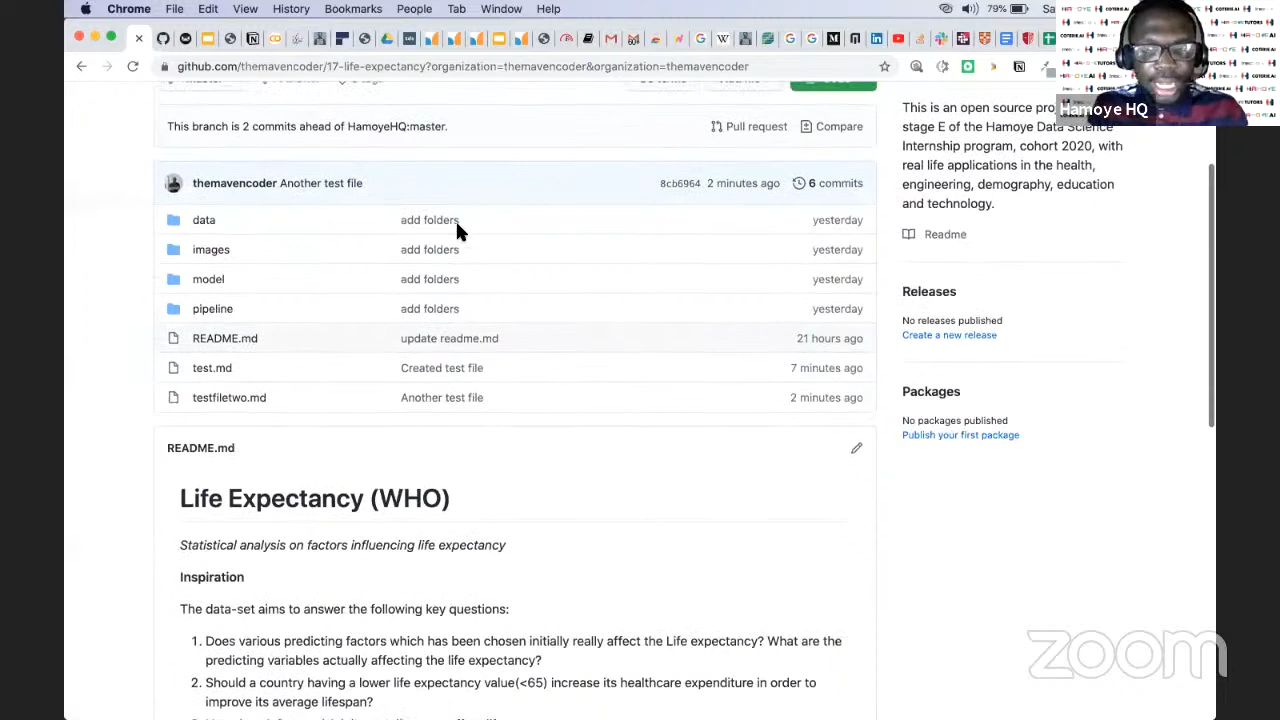 Chrome File Edit View History Bookmarks People Tab Window Help 79% Sa
github.com/themavencoder/f7-life-expectancy?organization=themavencoder&organization=themavencoder
This branch is 2 commits ahead of HamoyeHQ:master.
Pull request Compare
themavencoder Another test file 8cb6964 2 minutes ago 6 commits
data add folders yesterday
images add folders yesterday
model add folders yesterday
pipeline add folders yesterday
README.md update readme.md 21 hours ago
test.md Created test file 7 minutes ago
testfiletwo.md Another test file 2 minutes ago
README.md
Life Expectancy (WHO)
Statistical analysis on factors influencing life expectancy
Inspiration
The data-set aims to answer the following key questions:
1. Does various predicting factors which has been chosen initially really affect the Life expectancy? What are the
predicting variables actually affecting the life expectancy?
2. Should a country having a lower life expectancy value(<65) increase its healthcare expenditure in order to
improve its average lifespan?
This is an open source pro
stage E of the Hamoye Data Science
Internship program, cohort 2020, with
real life applications in the health,
engineering, demography, education
and technology.
Readme
Releases
No releases published
Create a new release
Packages
No packages published
Publish your first package
Hamoye HQ
zoom